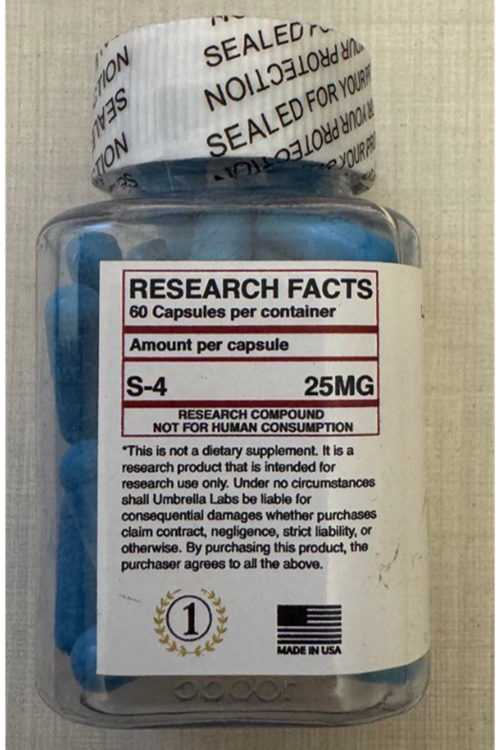 SEALED
NOITCETORP RUOY
SEALED FOR YOUR
RESEARCH FACTS
60 Capsules per container
Amount per capsule
S-4 25MG
RESEARCH COMPOUND
NOT FOR HUMAN CONSUMPTION
*This is not a dietary supplement. It is a
research product that is intended for
research use only. Under no circumstances
shall Umbrella Labs be liable for
consequential damages whether purchases
claim contract, negligence, strict liability, or
otherwise. By purchasing this product, the
purchaser agrees to all the above.
1
MADE IN USA